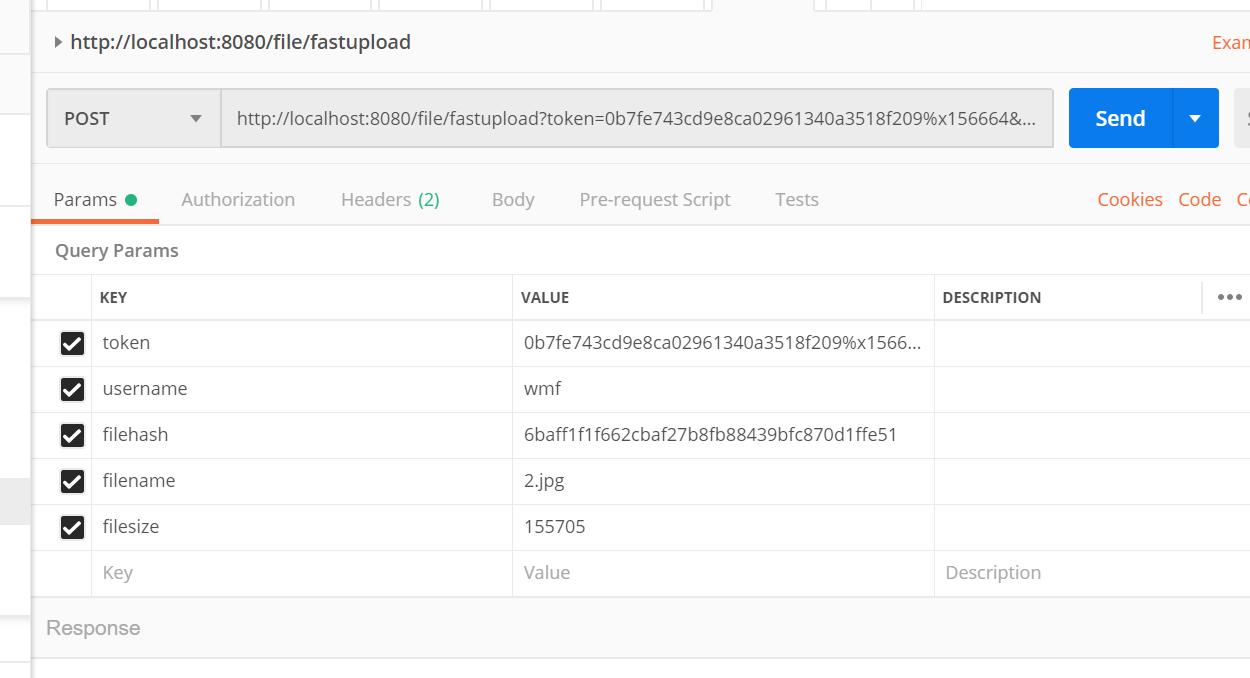 http://localhost:8080/file/fastupload
POST http://localhost:8080/file/fastupload?token=0b7fe743cd9e8ca02961340a3518f209%x156664&... Send
Params Authorization Headers (2) Body Pre-request Script Tests Cookies Code
Query Params
KEY VALUE DESCRIPTION
token 0b7fe743cd9e8ca02961340a3518f209%x1566...
username wmf
filehash 6baff1f1f662cbaf27b8fb88439bfc870d1ffe51
filename 2.jpg
filesize 155705
Key Value Description
Response